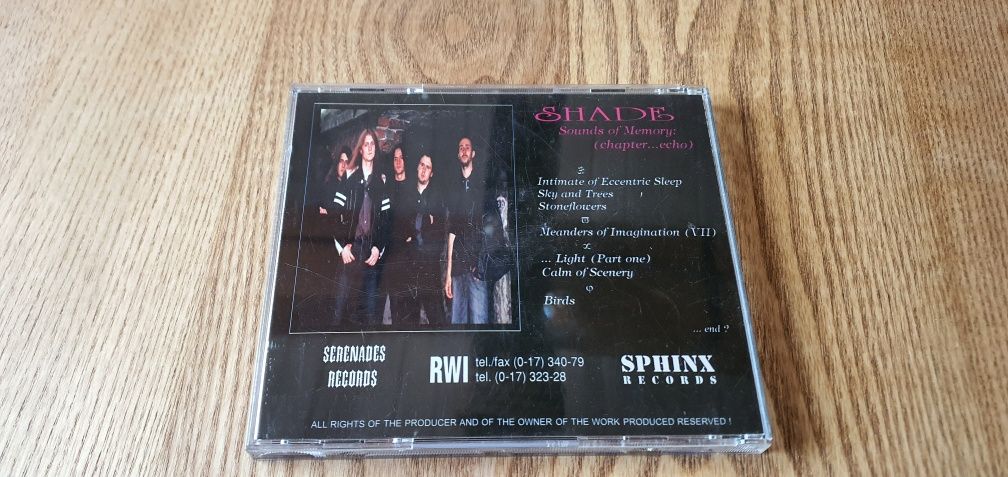 SHADE
Sounds of Memory:
(chapter...echo)
Intimate of Eccentric Sleep
Sky and Trees
Stoneflowers
Meanders of Imagination (VII)
... Light (Part one)
Calm of Scenery
Birds
... end ?
SERENADES
RECORDS
RWI
tel./fax (0-17) 340-79
tel. (0-17) 323-28
SPHINX
RECORDS
ALL RIGHTS OF THE PRODUCER AND OF THE OWNER OF THE WORK PRODUCED RESERVED !